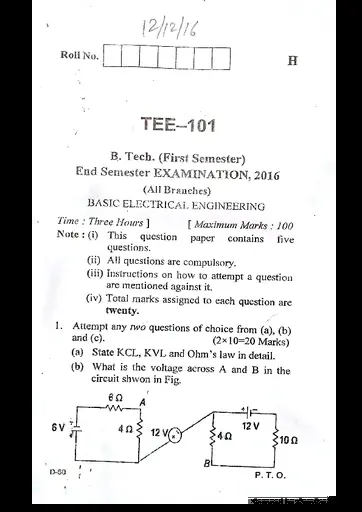 12/12/16
Roll No.
H
TEE–101
B. Tech. (First Semester)
End Semester EXAMINATION, 2016
(All Branches)
BASIC ELECTRICAL ENGINEERING
Time : Three Hours ] [ Maximum Marks : 100
Note : (i) This question paper contains five
questions.
(ii) All questions are compulsory.
(iii) Instructions on how to attempt a question
are mentioned against it.
(iv) Total marks assigned to each question are
twenty.
1. Attempt any two questions of choice from (a), (b)
and (c). (2×10=20 Marks)
(a) State KCL, KVL and Ohm's law in detail.
(b) What is the voltage across A and B in the
circuit shwon in Fig.
6 Ω A
6 V 4 Ω 12 V 4 Ω 12 V 10 Ω
B
D-60 P. T. O.